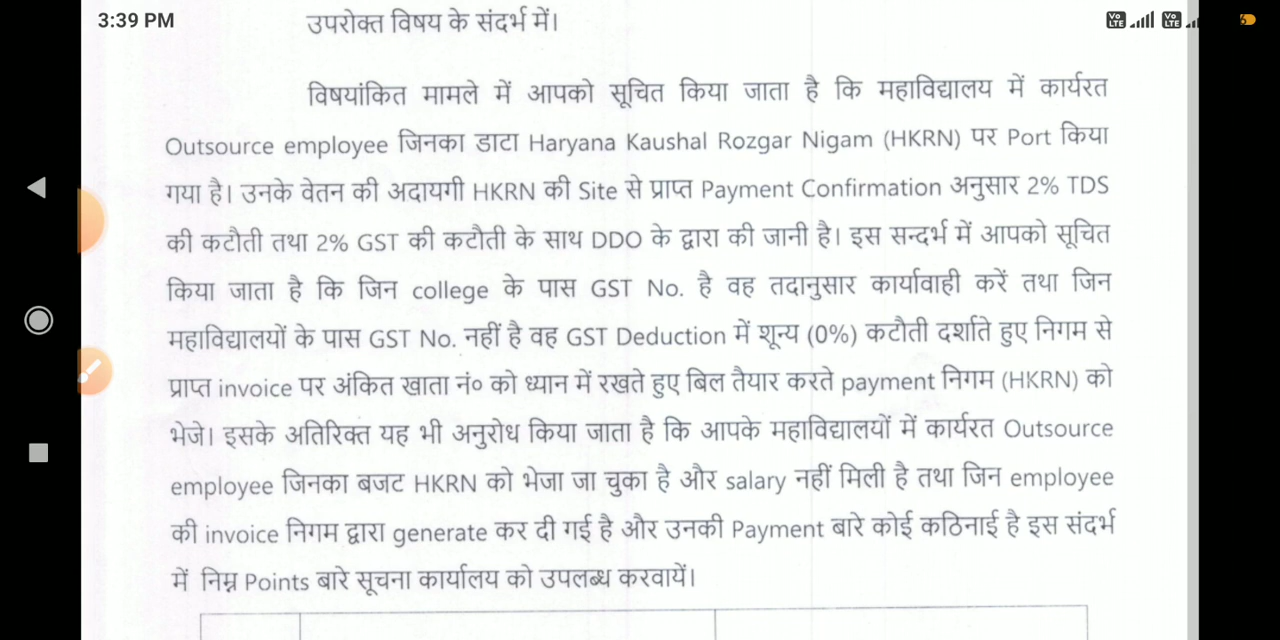 3:39 PM
उपरोक्त विषय के संदर्भ में।
विषयांकित मामले में आपको सूचित किया जाता है कि महाविद्यालय में कार्यरत
Outsource employee जिनका डाटा Haryana Kaushal Rozgar Nigam (HKRN) पर Port किया
गया है। उनके वेतन की अदायगी HKRN की Site से प्राप्त Payment Confirmation अनुसार 2% TDS
की कटौती तथा 2% GST की कटौती के साथ DDO के द्वारा की जानी है। इस सन्दर्भ में आपको सूचित
किया जाता है कि जिन college के पास GST No. है वह तदानुसार कार्यावाही करें तथा जिन
महाविद्यालयों के पास GST No. नहीं है वह GST Deduction में शून्य (0%) कटौती दर्शाते हुए निगम से
प्राप्त invoice पर अंकित खाता नं० को ध्यान में रखते हुए बिल तैयार करते payment निगम (HKRN) को
भेजे। इसके अतिरिक्त यह भी अनुरोध किया जाता है कि आपके महाविद्यालयों में कार्यरत Outsource
employee जिनका बजट HKRN को भेजा जा चुका है और salary नहीं मिली है तथा जिन employee
की invoice निगम द्वारा generate कर दी गई है और उनकी Payment बारे कोई कठिनाई है इस संदर्भ
में निम्न Points बारे सूचना कार्यालय को उपलब्ध करवायें।